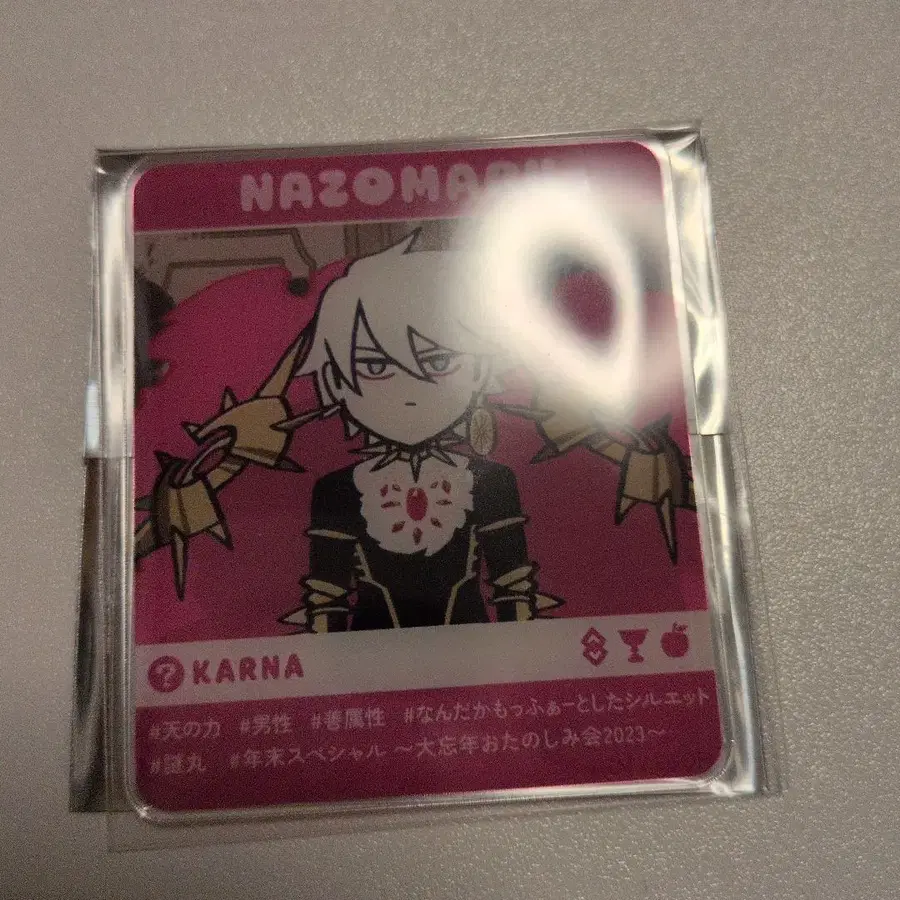 NAZOMARU
? KARNA
#天の力 #男性 #善属性 #なんだかもっふぁーとしたシルエット
#謎丸 #年末スペシャル ～大忘年おたのしみ会2023～